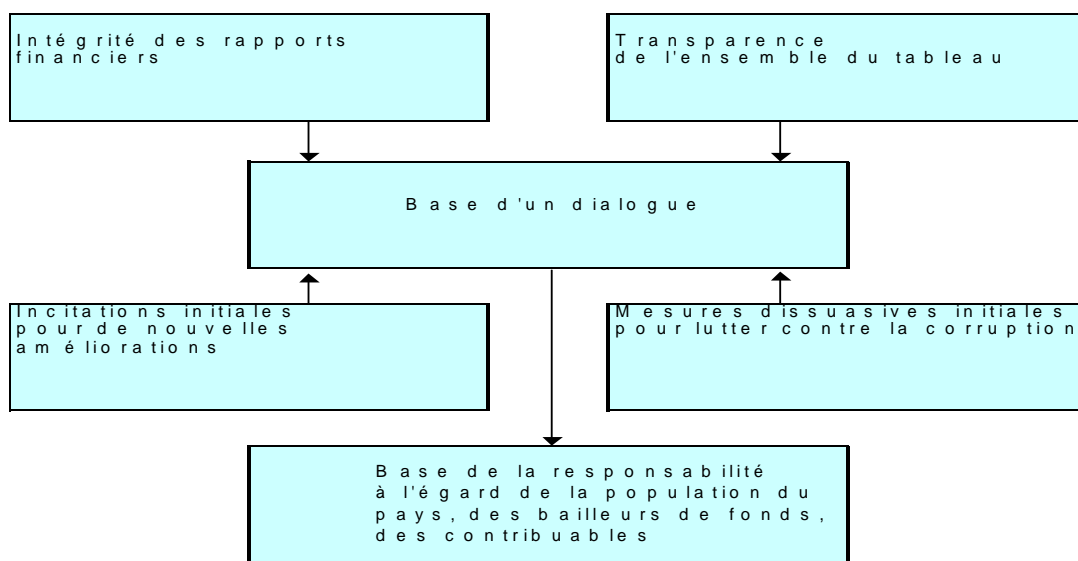 Intégrité des rapports
financiers
Transparence
de l'ensemble du tableau
Base d'un dialogue
Incitations initiales
pour de nouvelles
améliorations
Mesures dissuasives initiales
pour lutter contre la corruption
Base de la responsabilité
à l'égard de la population du
pays, des bailleurs de fonds,
des contribuables